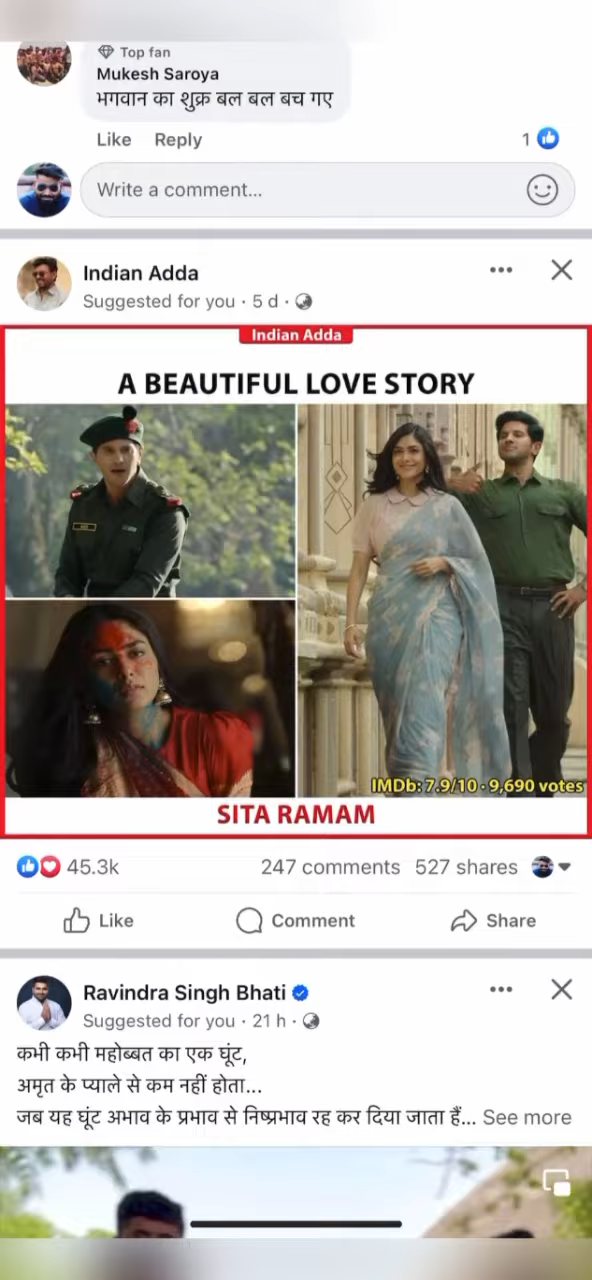 Top fan
Mukesh Saroya
भगवान का शुक्र बल बल बच गए
Like Reply 1
Write a comment...
Indian Adda
Suggested for you · 5 d ·
Indian Adda
A BEAUTIFUL LOVE STORY
IMDb: 7.9/10 - 9,690 votes
SITA RAMAM
45.3k 247 comments 527 shares
Like Comment Share
Ravindra Singh Bhati
Suggested for you · 21 h ·
कभी कभी महोब्बत का एक घूंट,
अमृत के प्याले से कम नहीं होता...
जब यह घूंट अभाव के प्रभाव से निष्प्रभाव रह कर दिया जाता हैं... See more